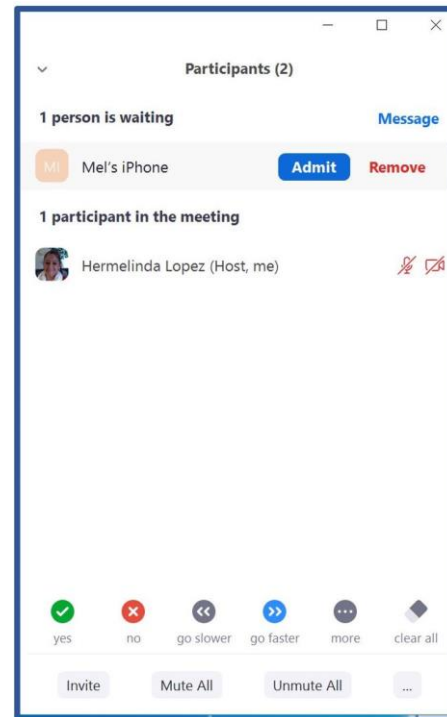 Participants (2)
1 person is waiting Message
MI Mel's iPhone Admit Remove
1 participant in the meeting
Hermelinda Lopez (Host, me)
yes no go slower go faster more clear all
Invite Mute All Unmute All ...